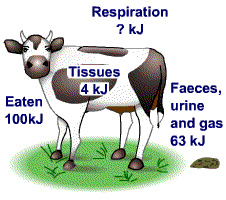 Respiration
? kJ
Tissues
4 kJ
Eaten
100kJ
Faeces,
urine
and gas
63 kJ